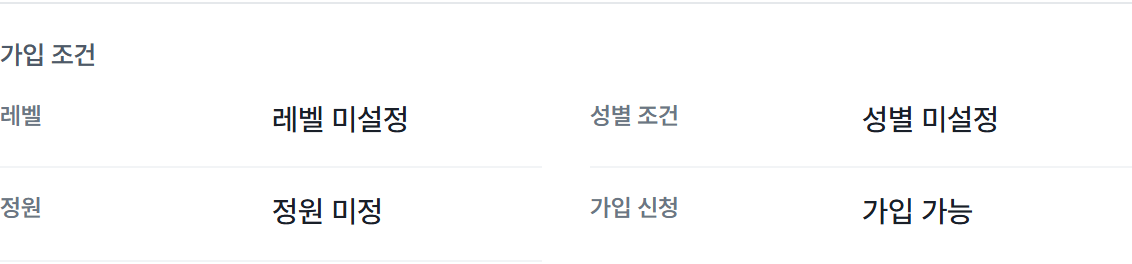 가입 조건
레벨 레벨 미설정 성별 조건 성별 미설정
정원 정원 미정 가입 신청 가입 가능